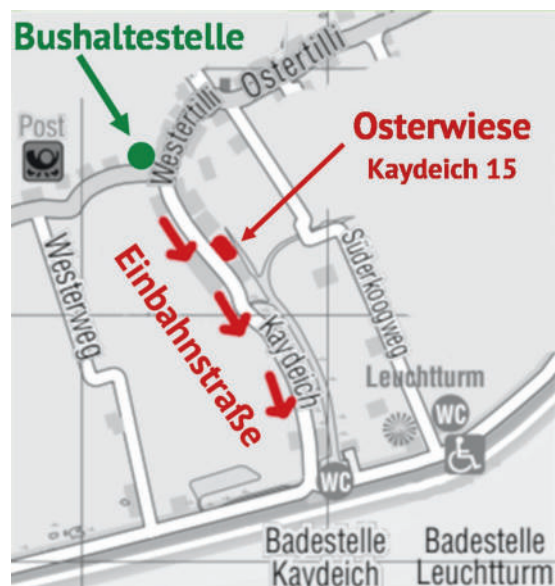 Bushaltestelle
Ostertilli
Westertilli
Post
Osterwiese
Kaydeich 15
Einbahnstraße
Westerweg
Süderkoogweg
Kaydeich
Leuchtturm
WC
WC
Badestelle
Kaydeich
Badestelle
Leuchtturm